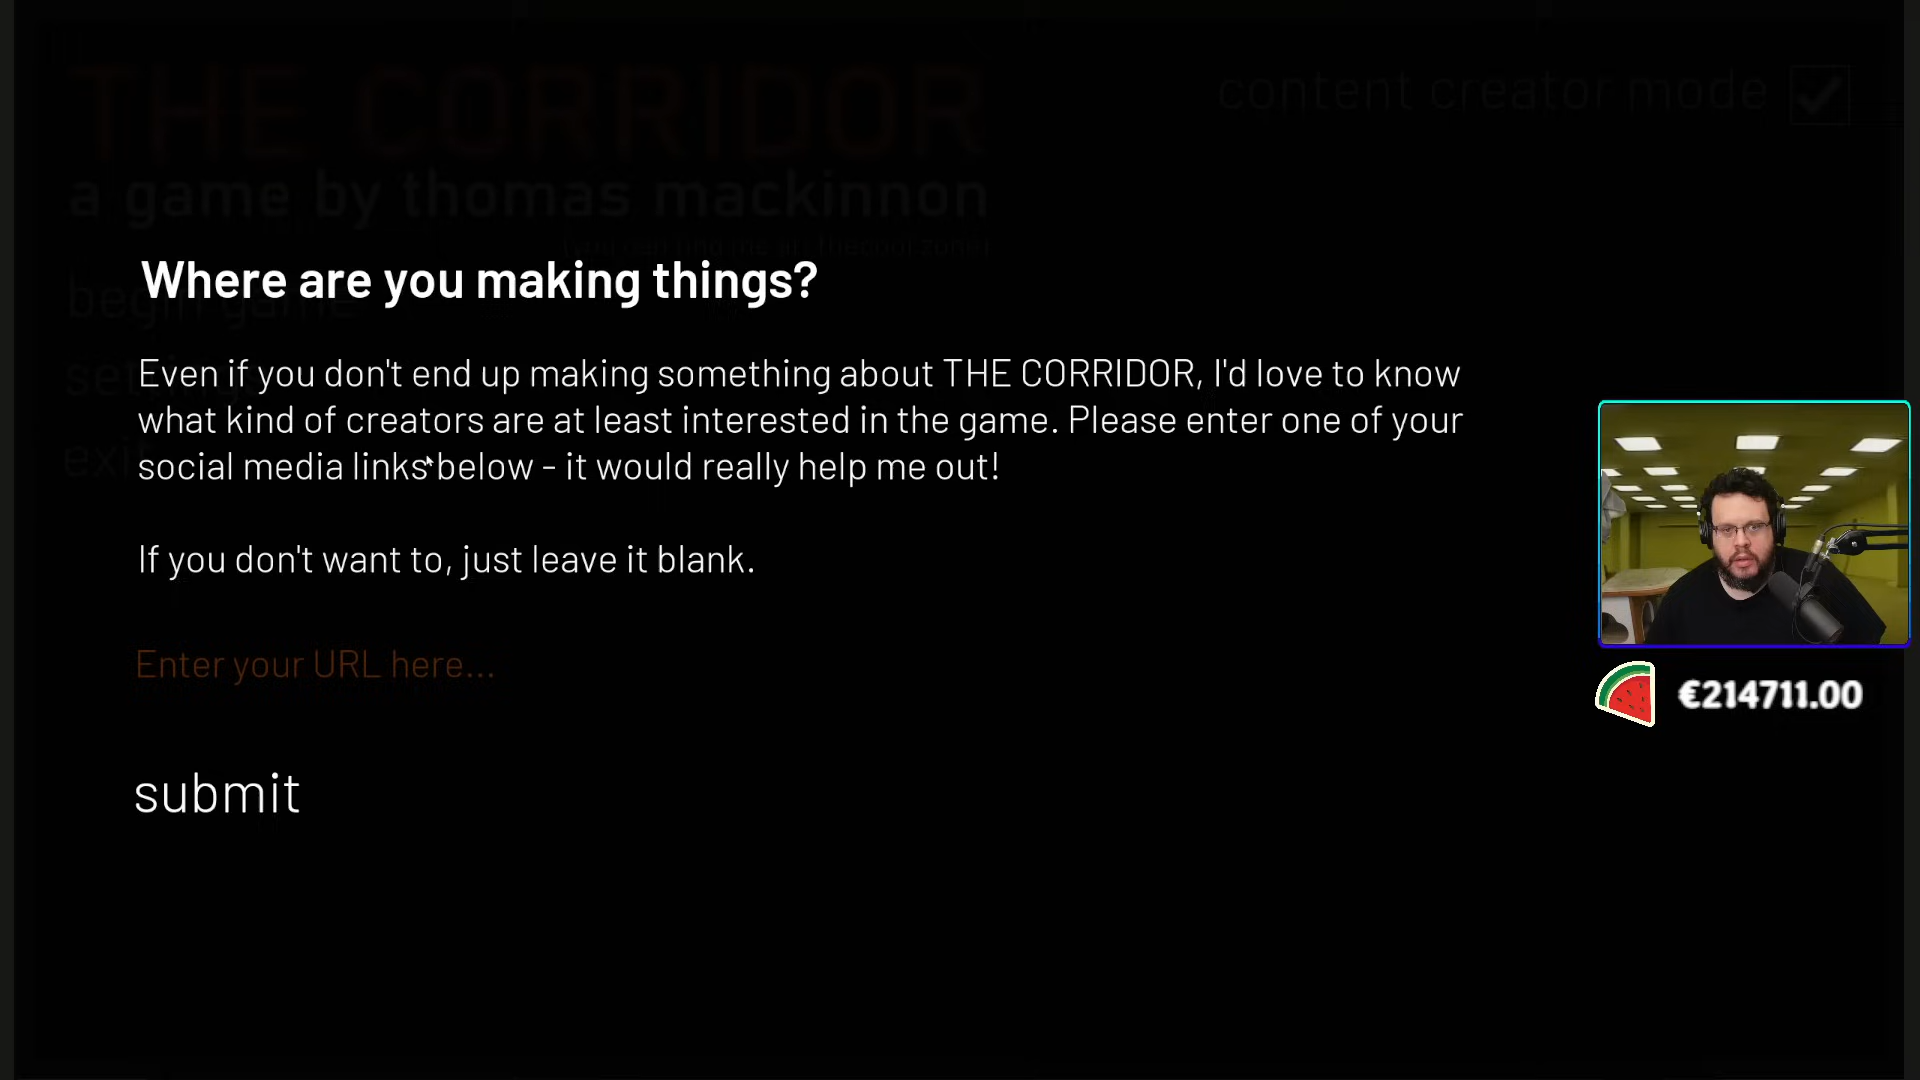 THE CORRIDOR
content creator mode
a game by thomas mackinnon
begin game
Where are you making things?
Even if you don't end up making something about THE CORRIDOR, I'd love to know
what kind of creators are at least interested in the game. Please enter one of your
social media links below - it would really help me out!
exit
If you don't want to, just leave it blank.
Enter your URL here...
€214711.00
submit